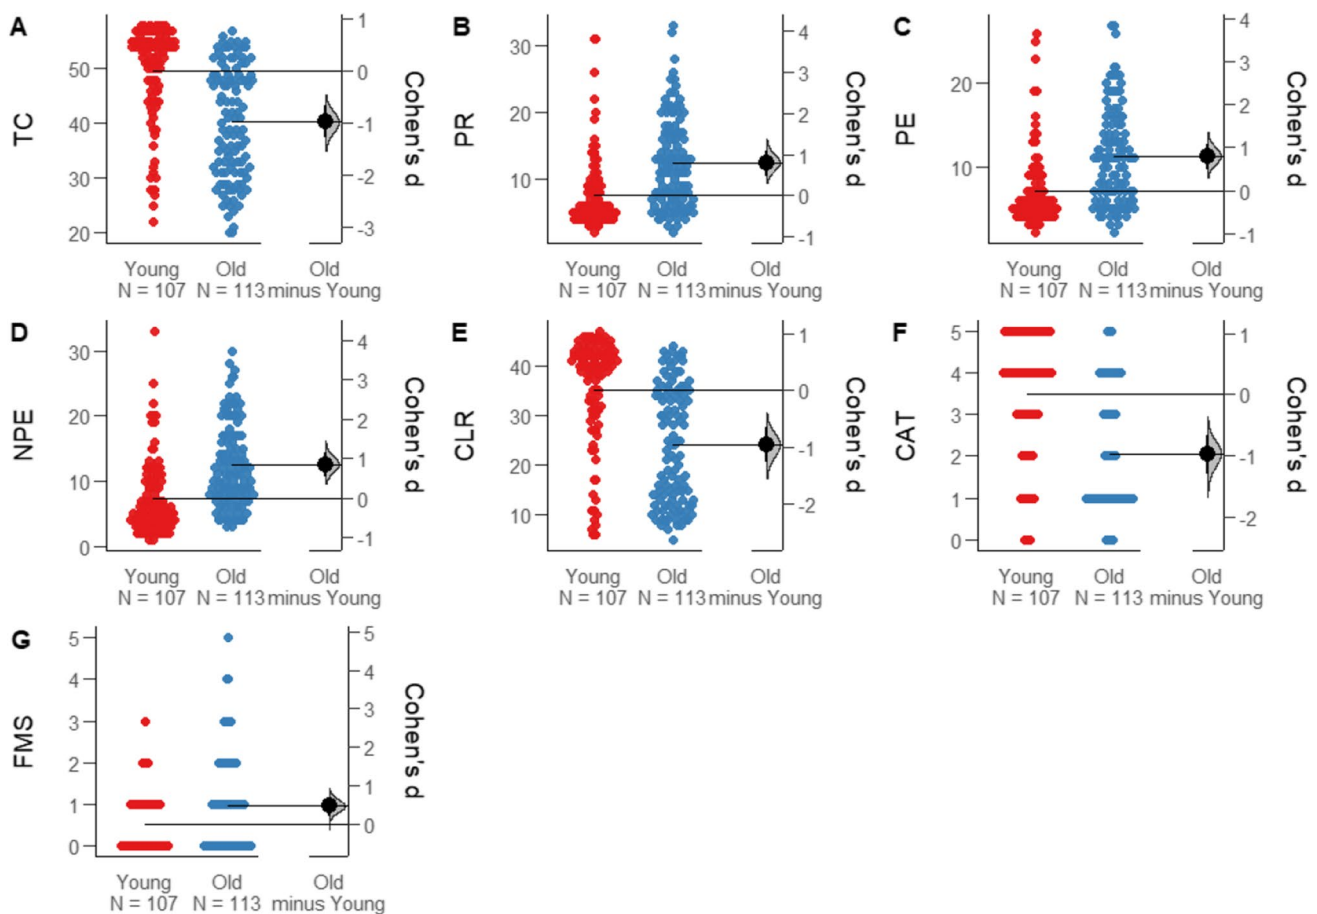 A
TC
50
40
30
20
1
0
-1
-2
-3
Cohen's d
Young
N = 107
Old
N = 113
Old
minus Young
B
PR
30
20
10
4
3
2
1
0
-1
Cohen's d
Young
N = 107
Old
N = 113
Old
minus Young
C
PE
20
10
4
3
2
1
0
-1
Cohen's d
Young
N = 107
Old
N = 113
Old
minus Young
D
NPE
30
20
10
0
4
3
2
1
0
-1
Cohen's d
Young
N = 107
Old
N = 113
Old
minus Young
E
CLR
40
30
20
10
1
0
-1
-2
Cohen's d
Young
N = 107
Old
N = 113
Old
minus Young
F
CAT
5
4
3
2
1
0
1
0
-1
-2
Cohen's d
Young
N = 107
Old
N = 113
Old
minus Young
G
FMS
5
4
3
2
1
0
5
4
3
2
1
0
Cohen's d
Young
N = 107
Old
N = 113
Old
minus Young